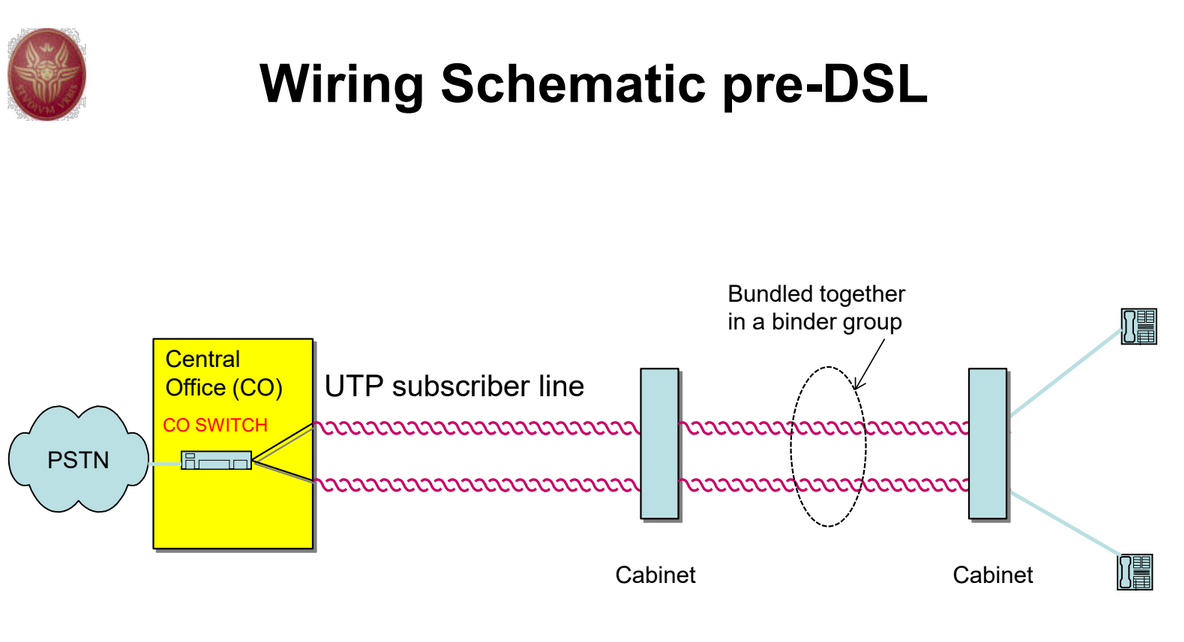 Wiring Schematic pre-DSL
Bundled together
in a binder group
Central
Office (CO)
UTP subscriber line
CO SWITCH
PSTN
Cabinet
Cabinet